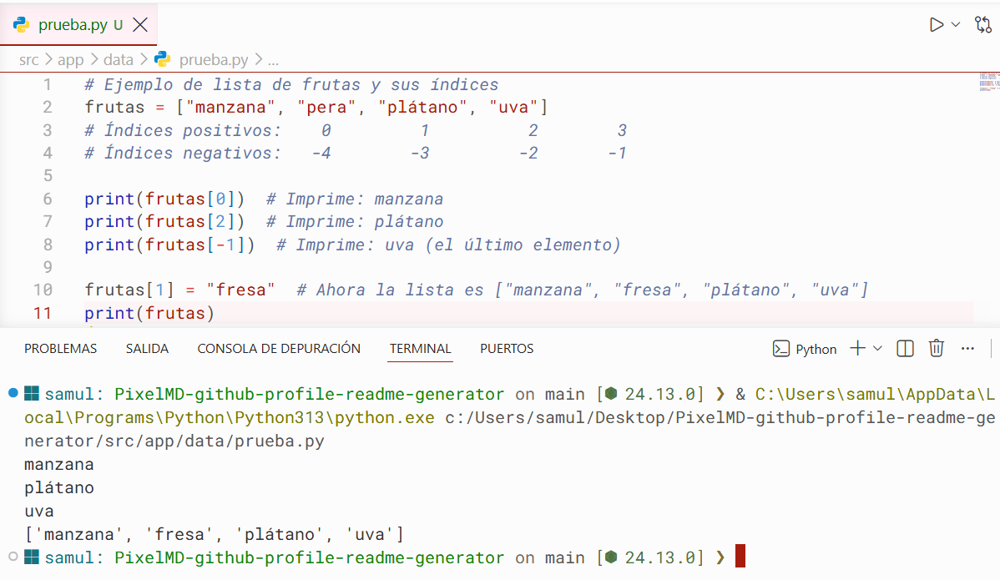 prueba.py U
src > app > data > prueba.py > ...
1 # Ejemplo de lista de frutas y sus índices
2 frutas = ["manzana", "pera", "plátano", "uva"]
3 # Índices positivos:    0         1          2        3
4 # Índices negativos:   -4        -3         -2       -1
5
6 print(frutas[0])  # Imprime: manzana
7 print(frutas[2])  # Imprime: plátano
8 print(frutas[-1])  # Imprime: uva (el último elemento)
9
10 frutas[1] = "fresa"  # Ahora la lista es ["manzana", "fresa", "plátano", "uva"]
11 print(frutas)
PROBLEMAS SALIDA CONSOLA DE DEPURACIÓN TERMINAL PUERTOS Python
samul: PixelMD-github-profile-readme-generator on main [⬢ 24.13.0] ❯ & C:\Users\samul\AppData\L
ocal\Programs\Python\Python313\python.exe c:/Users/samul/Desktop/PixelMD-github-profile-readme-ge
nerator/src/app/data/prueba.py
manzana
plátano
uva
['manzana', 'fresa', 'plátano', 'uva']
samul: PixelMD-github-profile-readme-generator on main [⬢ 24.13.0] ❯